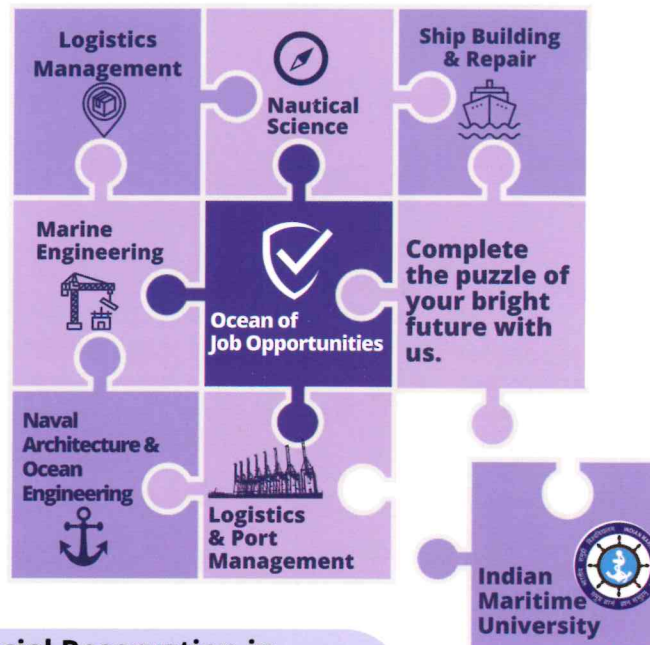 Logistics
Management
Nautical
Science
Ship Building
& Repair
Marine
Engineering
Ocean of
Job Opportunities
Complete
the puzzle of
your bright
future with
us.
Naval
Architecture &
Ocean
Engineering
Logistics
& Port
Management
Indian
Maritime
University